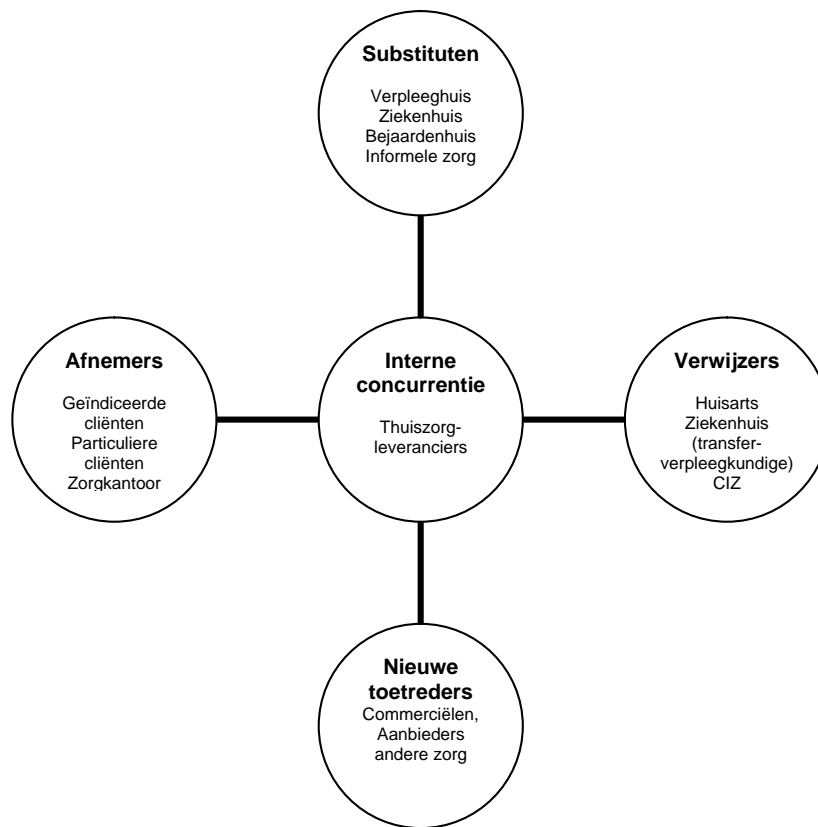 Substituten
Verpleeghuis
Ziekenhuis
Bejaardenhuis
Informele zorg
Afnemers
Geïndiceerde
cliënten
Particuliere
cliënten
Zorgkantoor
Interne
concurrentie
Thuiszorg-
leveranciers
Verwijzers
Huisarts
Ziekenhuis
(transfer-
verpleegkundige)
CIZ
Nieuwe
toetreders
Commerciëlen,
Aanbieders
andere zorg